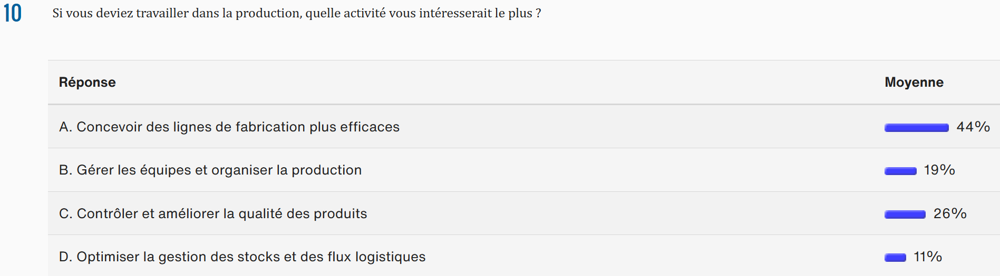 10 Si vous deviez travailler dans la production, quelle activité vous intéresserait le plus ?
Réponse Moyenne
A. Concevoir des lignes de fabrication plus efficaces 44%
B. Gérer les équipes et organiser la production 19%
C. Contrôler et améliorer la qualité des produits 26%
D. Optimiser la gestion des stocks et des flux logistiques 11%